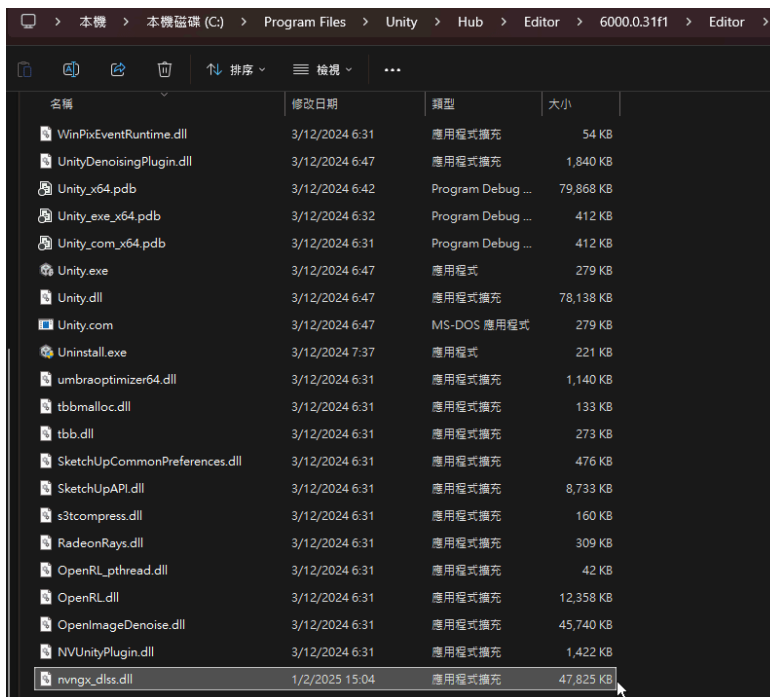 本機 > 本機磁碟 (C:) > Program Files > Unity > Hub > Editor > 6000.0.31f1 > Editor >
排序 檢視 •••
名稱 修改日期 類型 大小
WinPixEventRuntime.dll 3/12/2024 6:31 應用程式擴充 54 KB
UnityDenoisingPlugin.dll 3/12/2024 6:47 應用程式擴充 1,840 KB
Unity_x64.pdb 3/12/2024 6:42 Program Debug ... 79,868 KB
Unity_exe_x64.pdb 3/12/2024 6:32 Program Debug ... 412 KB
Unity_com_x64.pdb 3/12/2024 6:31 Program Debug ... 412 KB
Unity.exe 3/12/2024 6:47 應用程式 279 KB
Unity.dll 3/12/2024 6:47 應用程式擴充 78,138 KB
Unity.com 3/12/2024 6:47 MS-DOS 應用程式 279 KB
Uninstall.exe 3/12/2024 7:37 應用程式 221 KB
umbraoptimizer64.dll 3/12/2024 6:31 應用程式擴充 1,140 KB
tbbmalloc.dll 3/12/2024 6:31 應用程式擴充 133 KB
tbb.dll 3/12/2024 6:31 應用程式擴充 273 KB
SketchUpCommonPreferences.dll 3/12/2024 6:31 應用程式擴充 476 KB
SketchUpAPI.dll 3/12/2024 6:31 應用程式擴充 8,733 KB
s3tcompress.dll 3/12/2024 6:31 應用程式擴充 160 KB
RadeonRays.dll 3/12/2024 6:31 應用程式擴充 309 KB
OpenRL_pthread.dll 3/12/2024 6:31 應用程式擴充 42 KB
OpenRL.dll 3/12/2024 6:31 應用程式擴充 12,358 KB
OpenImageDenoise.dll 3/12/2024 6:31 應用程式擴充 45,740 KB
NVUnityPlugin.dll 3/12/2024 6:31 應用程式擴充 1,422 KB
nvngx_dlss.dll 1/2/2025 15:04 應用程式擴充 47,825 KB